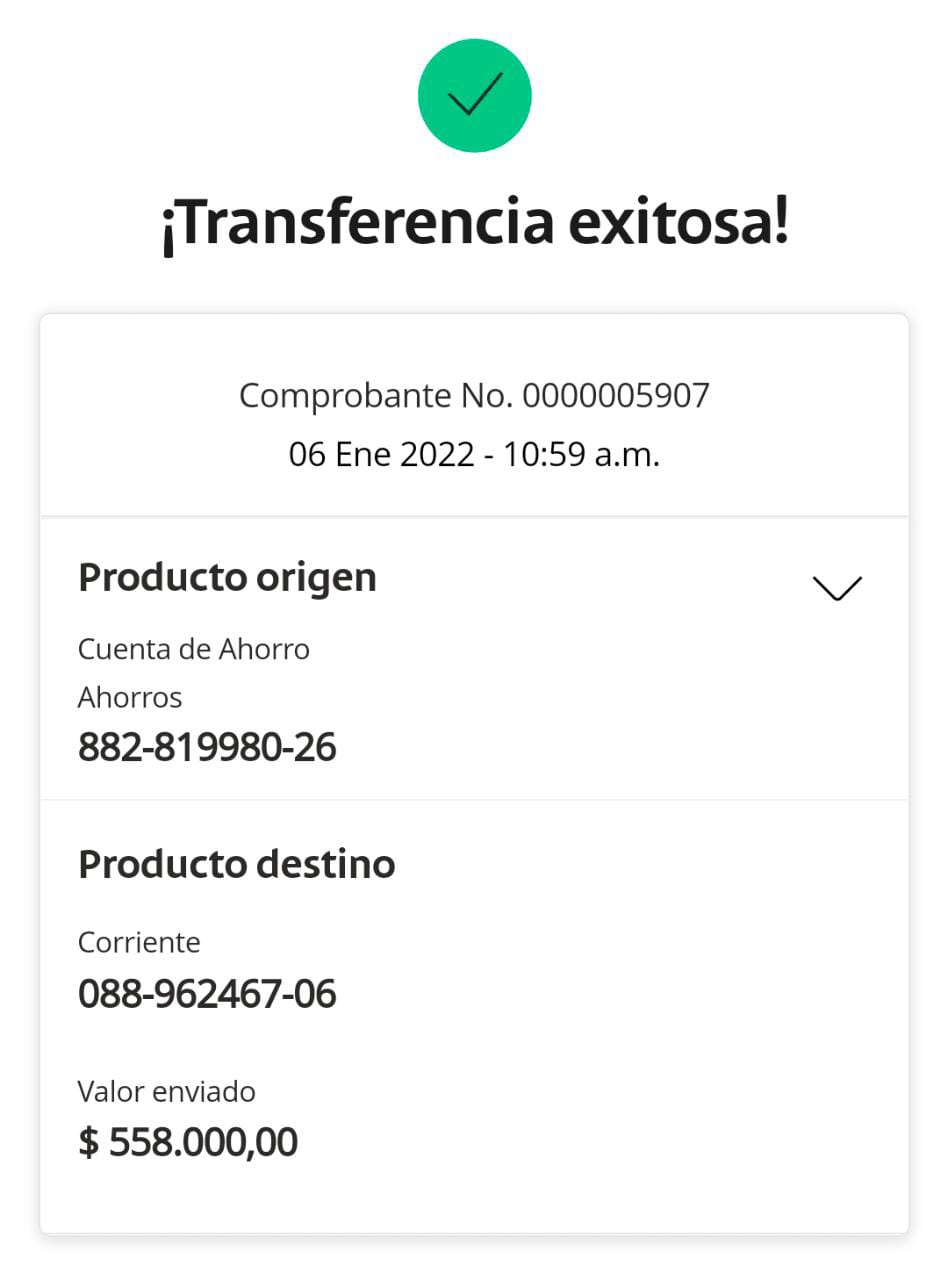 ¡Transferencia exitosa!
Comprobante No. 0000005907
06 Ene 2022 - 10:59 a.m.
Producto origen
Cuenta de Ahorro
Ahorros
882-819980-26
Producto destino
Corriente
088-962467-06
Valor enviado
$ 558.000,00